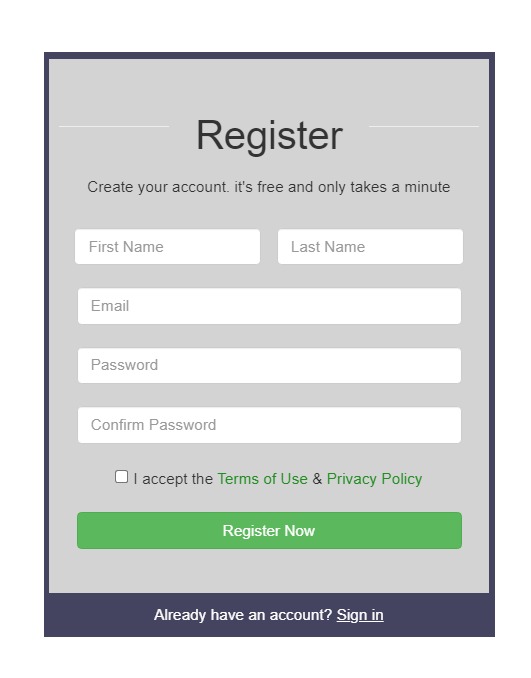 Register
Create your account. it's free and only takes a minute
First Name Last Name
Email
Password
Confirm Password
I accept the Terms of Use & Privacy Policy
Register Now
Already have an account? Sign in